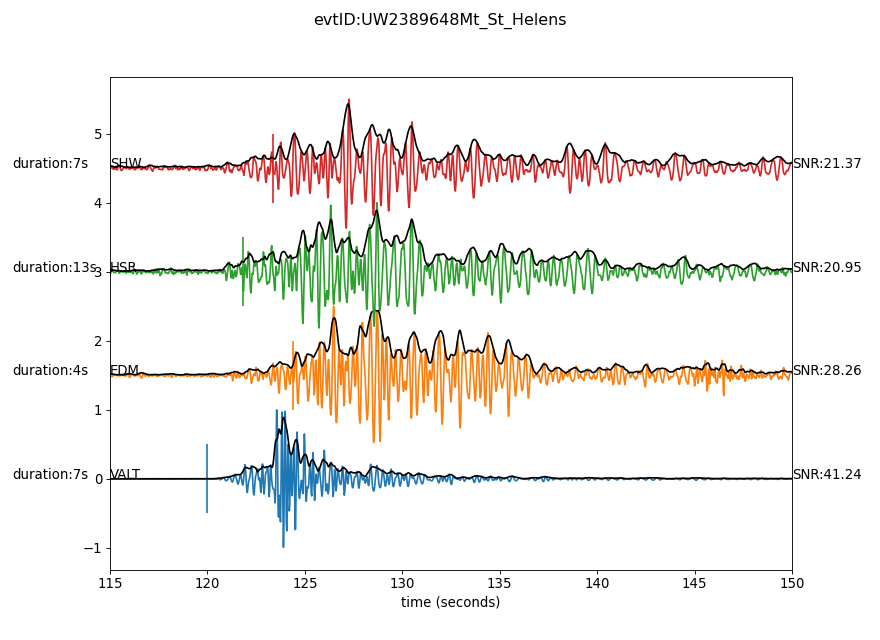 evtID:UW2389648Mt_St_Helens
5
duration:7s SHW SNR:21.37
4
duration:13s HSR SNR:20.95
3
2
duration:4s EDM SNR:28.26
1
duration:7s VALT SNR:41.24
0
−1
115 120 125 130 135 140 145 150
time (seconds)